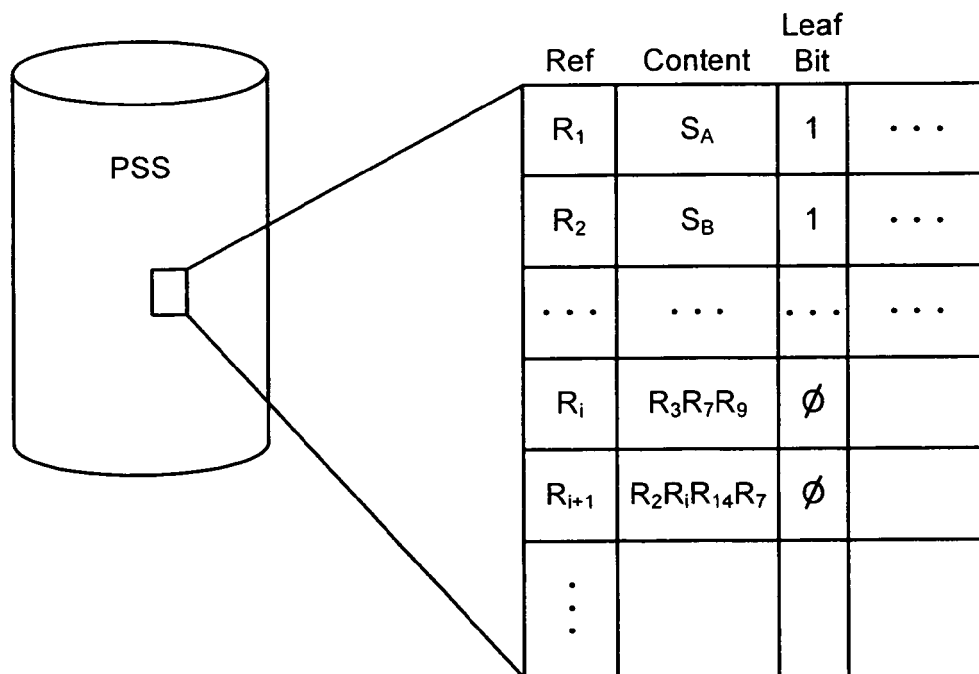 Leaf
Ref Content Bit
PSS
R₁ S_A 1 · · ·
R₂ S_B 1 · · ·
· · · · · · · · · · · ·
Rᵢ R₃R₇R₉ ∅
Rᵢ₊₁ R₂RᵢR₁₄R₇ ∅